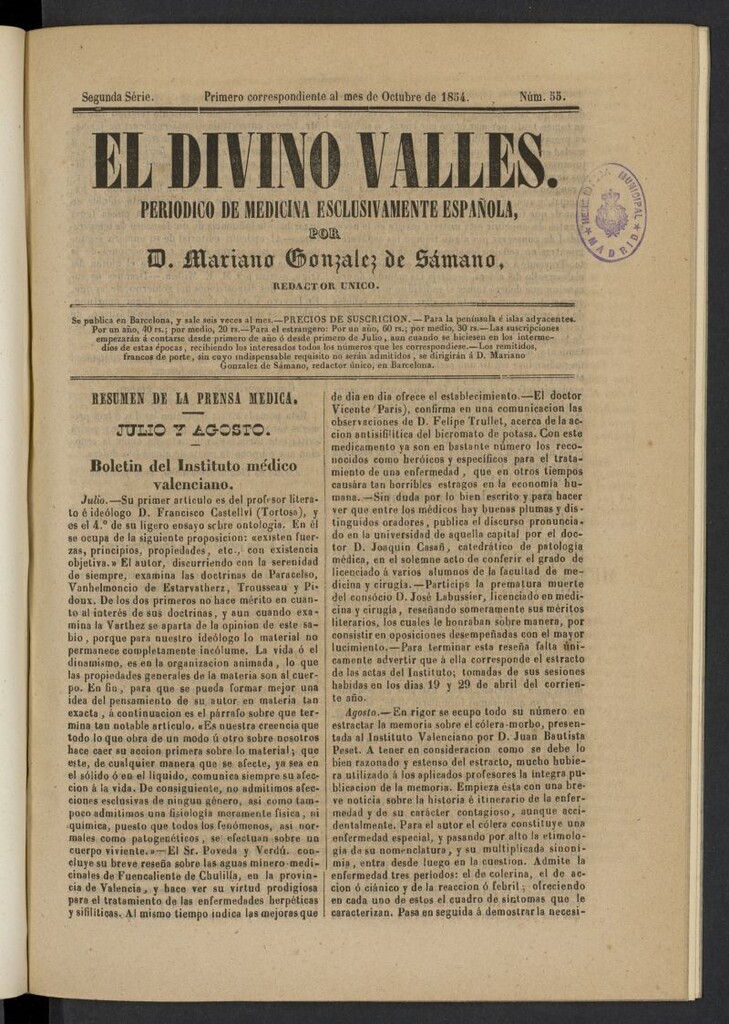 Segunda Série. Primero correspondiente al mes de Octubre de 1854. Núm. 55.
EL DIVINO VALLES.
PERIODICO DE MEDICINA ESCLUSIVAMENTE ESPAÑOLA,
POR
D. Mariano Gonzalez de Sámano,
REDACTOR UNICO.
MUNICIPAL
MADRID
Se publica en Barcelona, y sale seis veces al mes.—PRECIOS DE SUSCRICION.—Para la península é islas adyacentes.
Por un año, 40 rs.; por medio, 20 rs.—Para el estrangero: Por un año, 60 rs.; por medio, 30 rs.—Las suscripciones
empezarán á contarse desde primero de año ó desde primero de Julio, aun cuando se hiciesen en los interme-
dios de estas épocas, recibiendo los interesados todos los números que les correspondiese.—Los remitidos,
francos de porte, sin cuyo indispensable requisito no serán admitidos, se dirigirán á D. Mariano
Gonzalez de Sámano, redactor único, en Barcelona.
RESUMEN DE LA PRENSA MEDICA.
JULIO Y AGOSTO.
Boletin del Instituto médico
valenciano.
Julio.—Su primer artículo es del profesor litera-
to é ideólogo D. Francisco Castellví (Tortosa), y
es el 4.º de su ligero ensayo sobre ontologia. En él
se ocupa de la siguiente proposicion: «existen fuer-
zas, principios, propiedades, etc., con existencia
objetiva.» El autor, discurriendo con la serenidad
de siempre, examina las doctrinas de Paracelso,
Vanhelmoncio de Estarvatherz, Trousseau y Pi-
doux. De los dos primeros no hace mérito en cuan-
to al interés de sus doctrinas, y aun cuando exa-
mina la Varthez se aparta de la opinion de este sa-
bio, porque para nuestro ideólogo lo material no
permanece completamente incólume. La vida ó el
dinamismo, es en la organizacion animada, lo que
las propiedades generales de la materia son al cuer-
po. En fin, para que se pueda formar mejor una
idea del pensamiento de su autor en materia tan
exacta, á continuacion es el párrafo sobre que ter-
mina tan notable artículo. «Es nuestra creencia que
todo lo que obra de un modo ú otro sobre nosotros
hace caer su accion primera sobre lo material; que
este, de cualquier manera que se afecte, ya sea en
el sólido ó en el líquido, comunica siempre su afec-
cion á la vida. De consiguiente, no admitimos afec-
ciones esclusivas de ningun género, asi como tam-
poco admitimos una fisiología moramente física, ni
química, puesto que todos los fenómenos, asi nor-
males como patogenéticos, se efectuan sobre un
cuerpo viviente.»—El Sr. Poveda y Verdú, con-
cluye su breve reseña sobre las aguas minero-medi-
cinales de Fuencaliente de Chulilla, en la provin-
cia de Valencia, y hace ver su virtud prodigiosa
para el tratamiento de las enfermedades herpéticas
y sifilíticas. Al mismo tiempo indica las mejoras que
de dia en dia ofrece el establecimiento.—El doctor
Vicente (Paris), confirma en una comunicacion las
observaciones de D. Felipe Trullet, acerca de la ac-
cion antisifilítica del bicromato de potasa. Con este
medicamento ya son en bastante número los reco-
nocidos como heróicos y específicos para el trata-
miento de una enfermedad, que en otros tiempos
causára tan horribles estragos en la economía hu-
mana.—Sin duda por lo bien escrito y para hacer
ver que entre los médicos hay buenas plumas y dis-
tinguidos oradores, publica el discurso pronuncia-
do en la universidad de aquella capital por el doc-
tor D. Joaquin Casañ, catedrático de patología
médica, en el solemne acto de conferir el grado de
licenciado á varios alumnos de la facultad de me-
dicina y cirugia.—Participa la prematura muerte
del consócio D. José Labussier, licenciado en medi-
cina y cirugia, reseñando someramente sus méritos
literarios, los cuales le honraban sobre manera, por
consistir en oposiciones desempeñadas con el mayor
lucimiento.—Para terminar esta reseña falta úni-
camente advertir que á ella corresponde el estracto
de las actas del Instituto; tomadas de sus sesiones
habidas en los dias 19 y 29 de abril del corrien-
te año.
Agosto.—En rigor se ocupo todo su número en
estractar la memoria sobre el cólera-morbo, presen-
tada al Instituto Valenciano por D. Juan Bautista
Peset. A tener en consideracion como se debe lo
bien razonado y estenso del estracto, mucho hubie-
ra utilizado á los aplicados profesores la íntegra pu-
blicacion de la memoria. Empieza ésta con una bre-
ve noticia sobre la historia é itinerario de la enfer-
medad y de su carácter contagioso, aunque acci-
dentalmente. Para el autor el cólera constituye una
enfermedad especial, y pasando por alto la etimolo-
gía de su nomenclatura, y su multiplicada sinoni-
mia, entra desde luego en la cuestion. Admite la
enfermedad tres periodos: el de colerina, el de ac-
cion ó ciánico y de la reaccion ó febril; ofreciendo
en cada uno de estos el cuadro de síntomas que le
caracterizan. Pasa en seguida á demostrar la necesi-